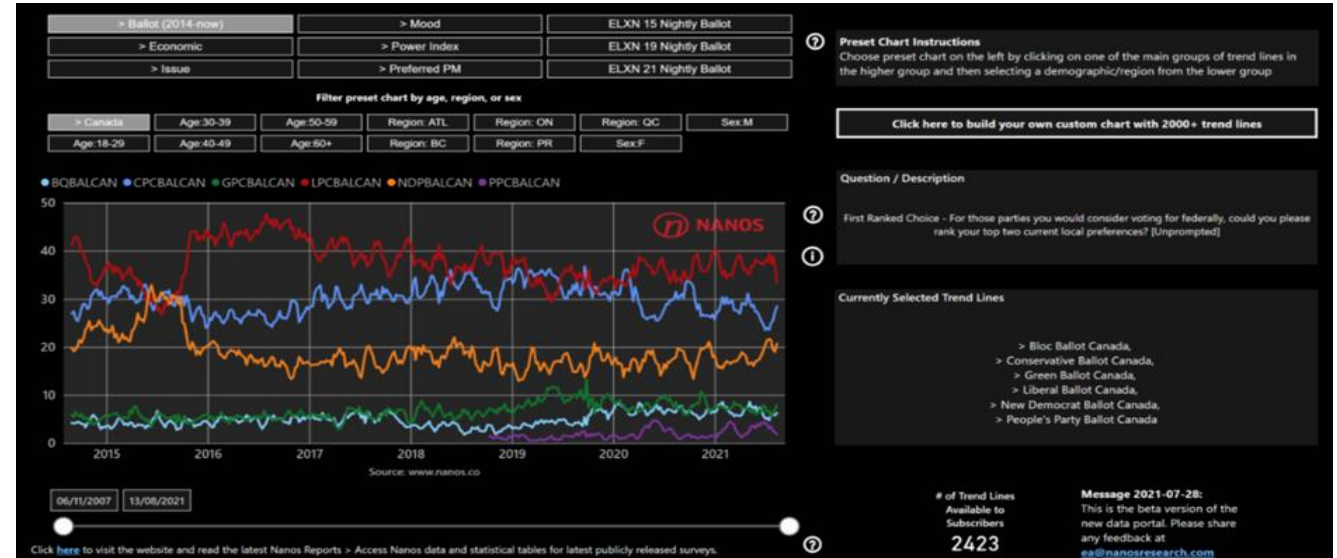 > Ballot (2014-now)
> Mood
ELXN 15 Nightly Ballot
> Economic
> Power Index
ELXN 19 Nightly Ballot
> Issue
> Preferred PM
ELXN 21 Nightly Ballot
Filter preset chart by age, region, or sex
> Canada
Age:30-39
Age:50-59
Region: ATL
Region: ON
Region: QC
Sex:M
Age:18-29
Age:40-49
Age:60+
Region: BC
Region: PR
Sex:F
BQBALCAN CPCBALCAN GPCBALCAN LPCBALCAN NDPBALCAN PPCBALCAN
NANOS
50
40
30
20
10
0
2015 2016 2017 2018 2019 2020 2021
Source: www.nanos.co
06/11/2007 13/08/2021
Click here to visit the website and read the latest Nanos Reports > Access Nanos data and statistical tables for latest publicly released surveys.
Preset Chart Instructions
Choose preset chart on the left by clicking on one of the main groups of trend lines in
the higher group and then selecting a demographic/region from the lower group
Click here to build your own custom chart with 2000+ trend lines
Question / Description
First Ranked Choice - For those parties you would consider voting for federally, could you please
rank your top two current local preferences? [Unprompted]
Currently Selected Trend Lines
> Bloc Ballot Canada,
> Conservative Ballot Canada,
> Green Ballot Canada,
> Liberal Ballot Canada,
> New Democrat Ballot Canada,
> People's Party Ballot Canada
# of Trend Lines
Available to
Subscribers
2423
Message 2021-07-28:
This is the beta version of the
new data portal. Please share
any feedback at
ea@nanosresearch.com